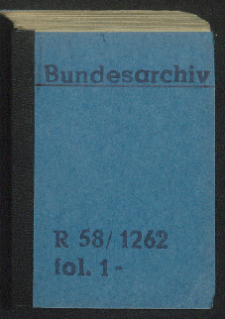 Bundesarchiv
R 58/1262
fol. 1-